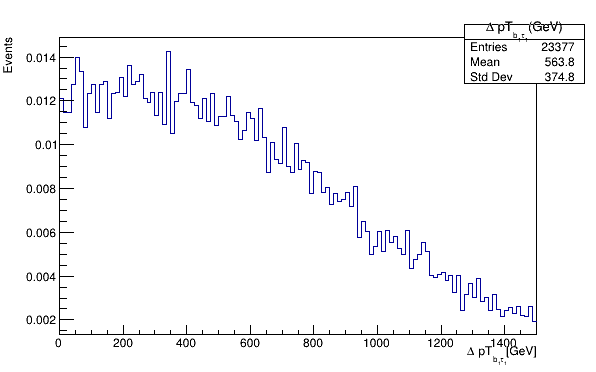 Δ pT_{b₁τ₁}(GeV)
Entries 23377
Mean 563.8
Std Dev 374.8
Events
0.014
0.012
0.01
0.008
0.006
0.004
0.002
0 200 400 600 800 1000 1200 1400
Δ pT_{b₁τ₁}[GeV]